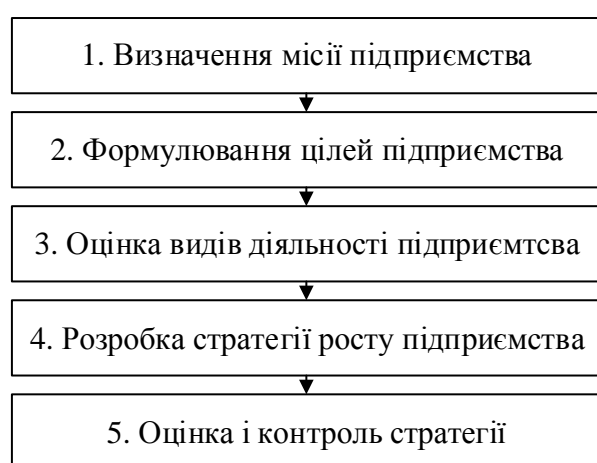 1. Визначення місії підприємства
2. Формулювання цілей підприємства
3. Оцінка видів діяльності підприємтсва
4. Розробка стратегії росту підприємства
5. Оцінка і контроль стратегії